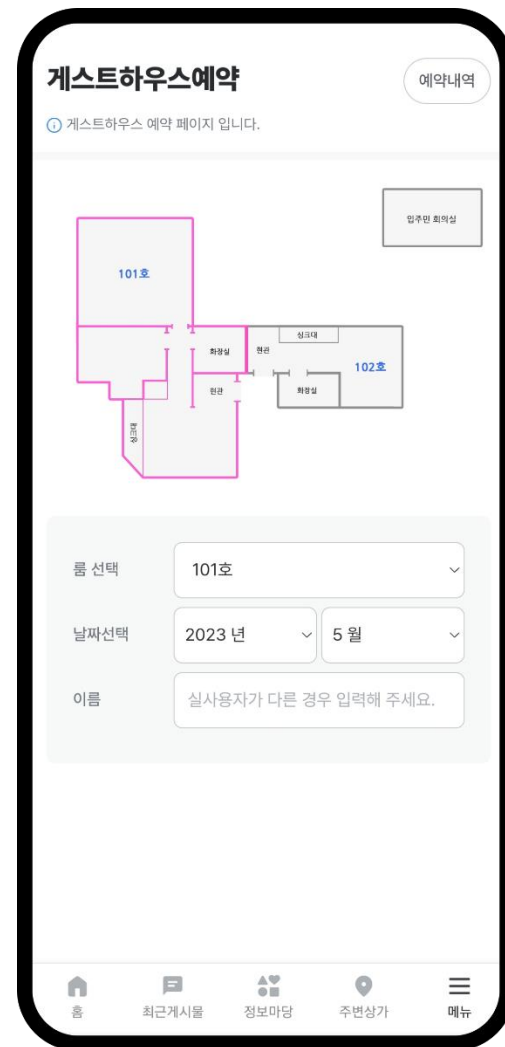 게스트하우스예약
예약내역
게스트하우스 예약 페이지 입니다.
입주민 회의실
101호
싱크대
화장실
현관
102호
현관
화장실
싱크대
룸 선택
101호
날짜선택
2023 년
5 월
이름
실사용자가 다른 경우 입력해 주세요.
홈
최근게시물
정보마당
주변상가
메뉴